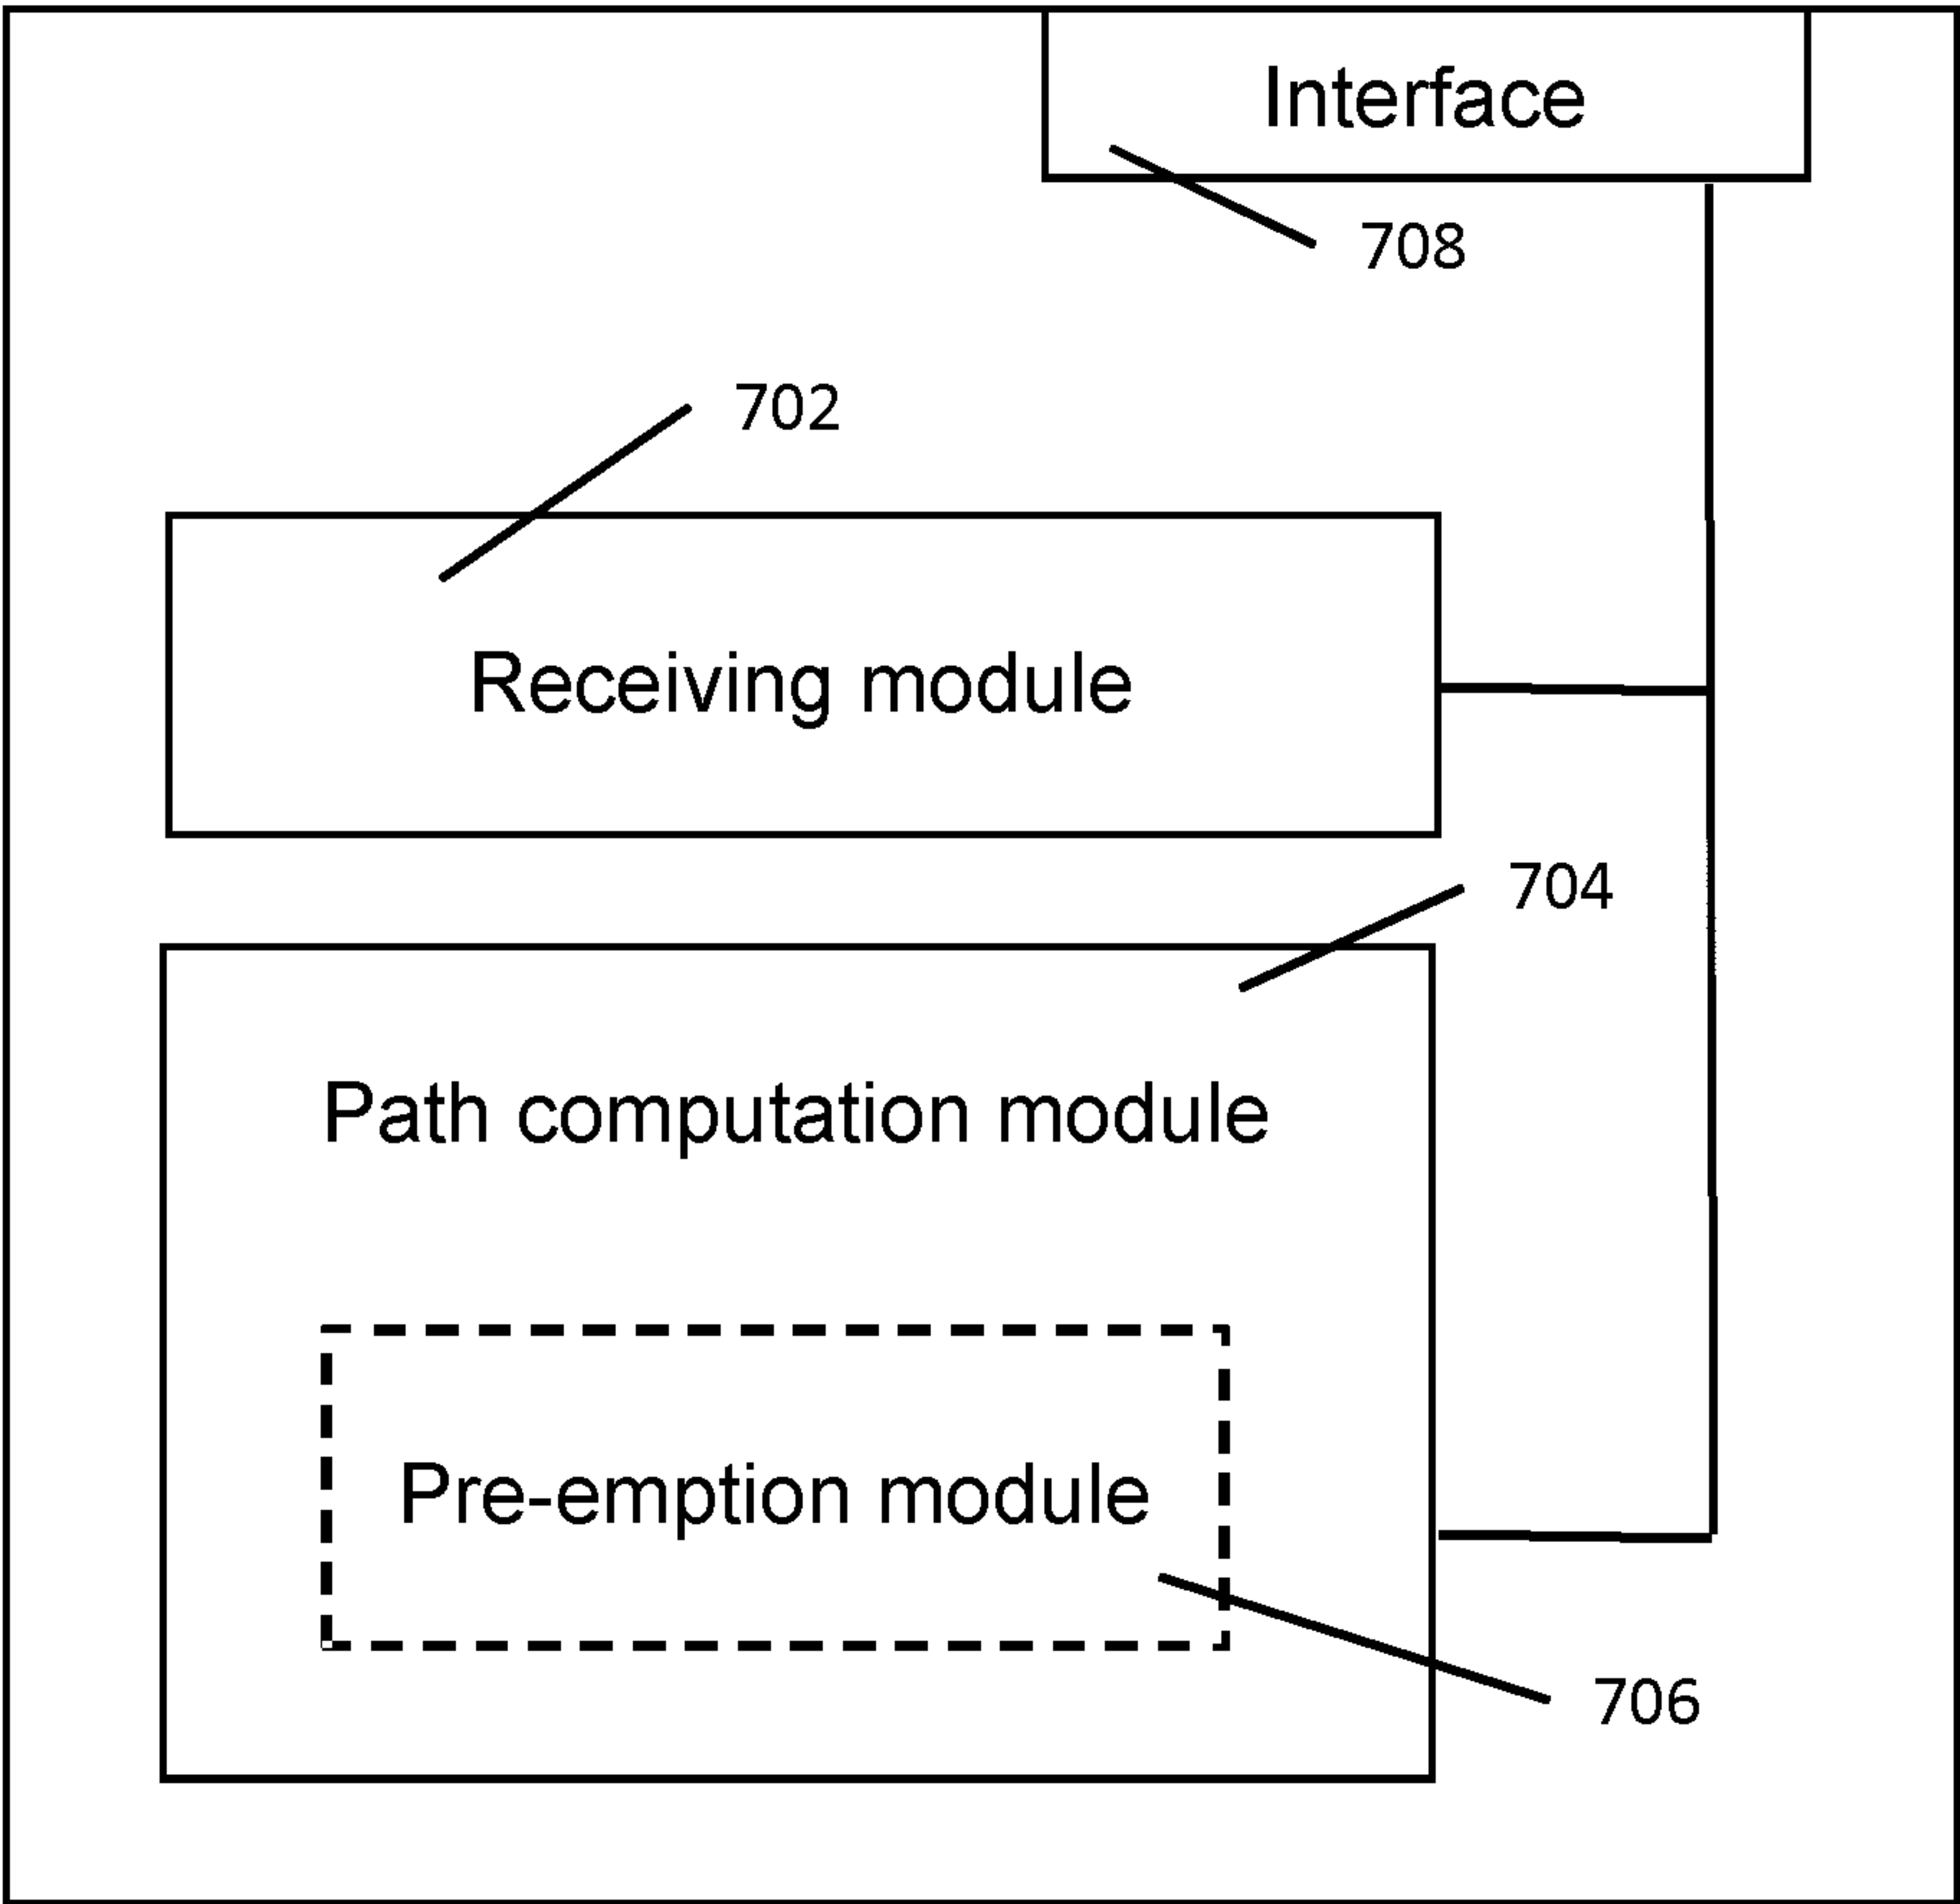 Interface
708
702
Receiving module
704
Path computation module
Pre-emption module
706